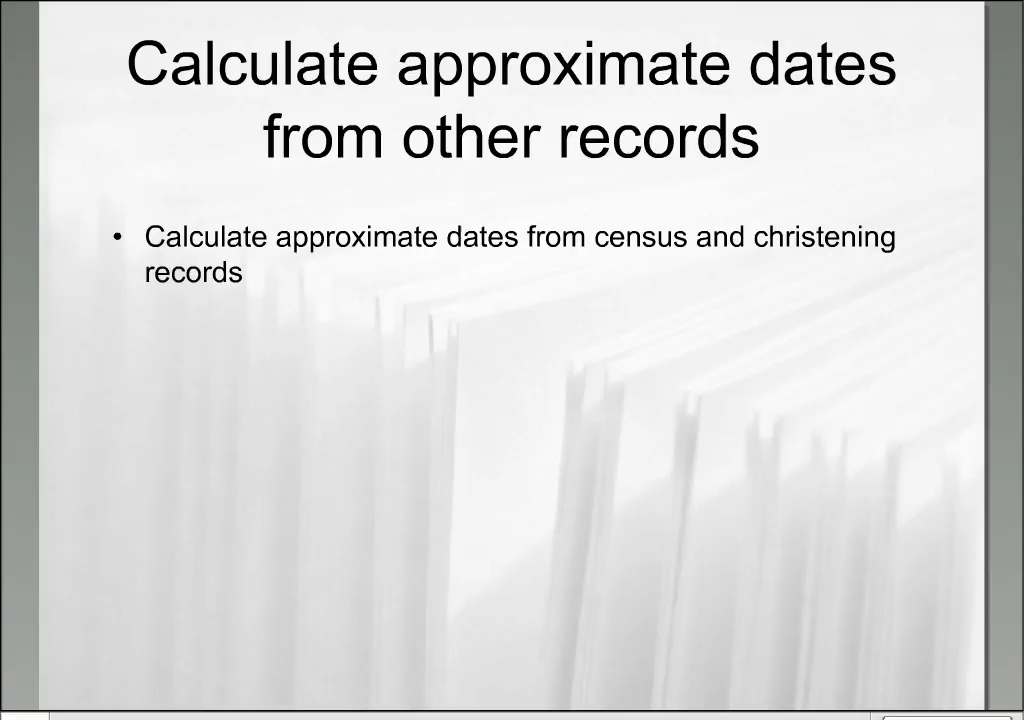 Calculate approximate dates
from other records
• Calculate approximate dates from census and christening
records